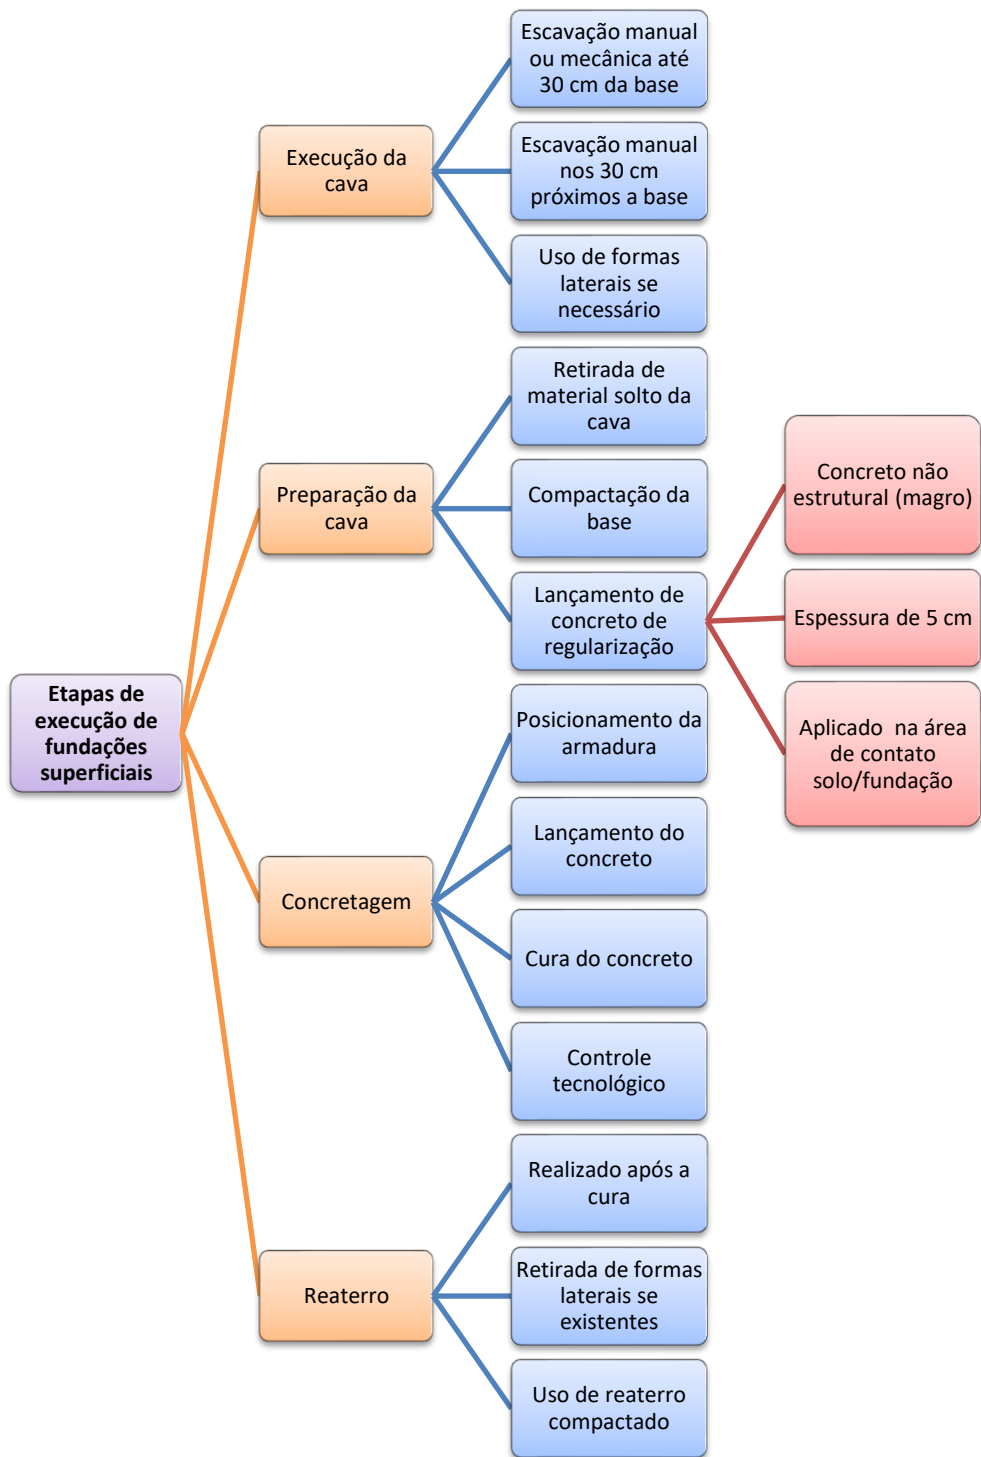 Etapas de
execução de
fundações
superficiais
Execução da
cava
Escavação manual
ou mecânica até
30 cm da base
Escavação manual
nos 30 cm
próximos a base
Uso de formas
laterais se
necessário
Preparação da
cava
Retirada de
material solto da
cava
Compactação da
base
Lançamento de
concreto de
regularização
Concreto não
estrutural (magro)
Espessura de 5 cm
Aplicado  na área
de contato
solo/fundação
Concretagem
Posicionamento da
armadura
Lançamento do
concreto
Cura do concreto
Controle
tecnológico
Reaterro
Realizado após a
cura
Retirada de formas
laterais se
existentes
Uso de reaterro
compactado